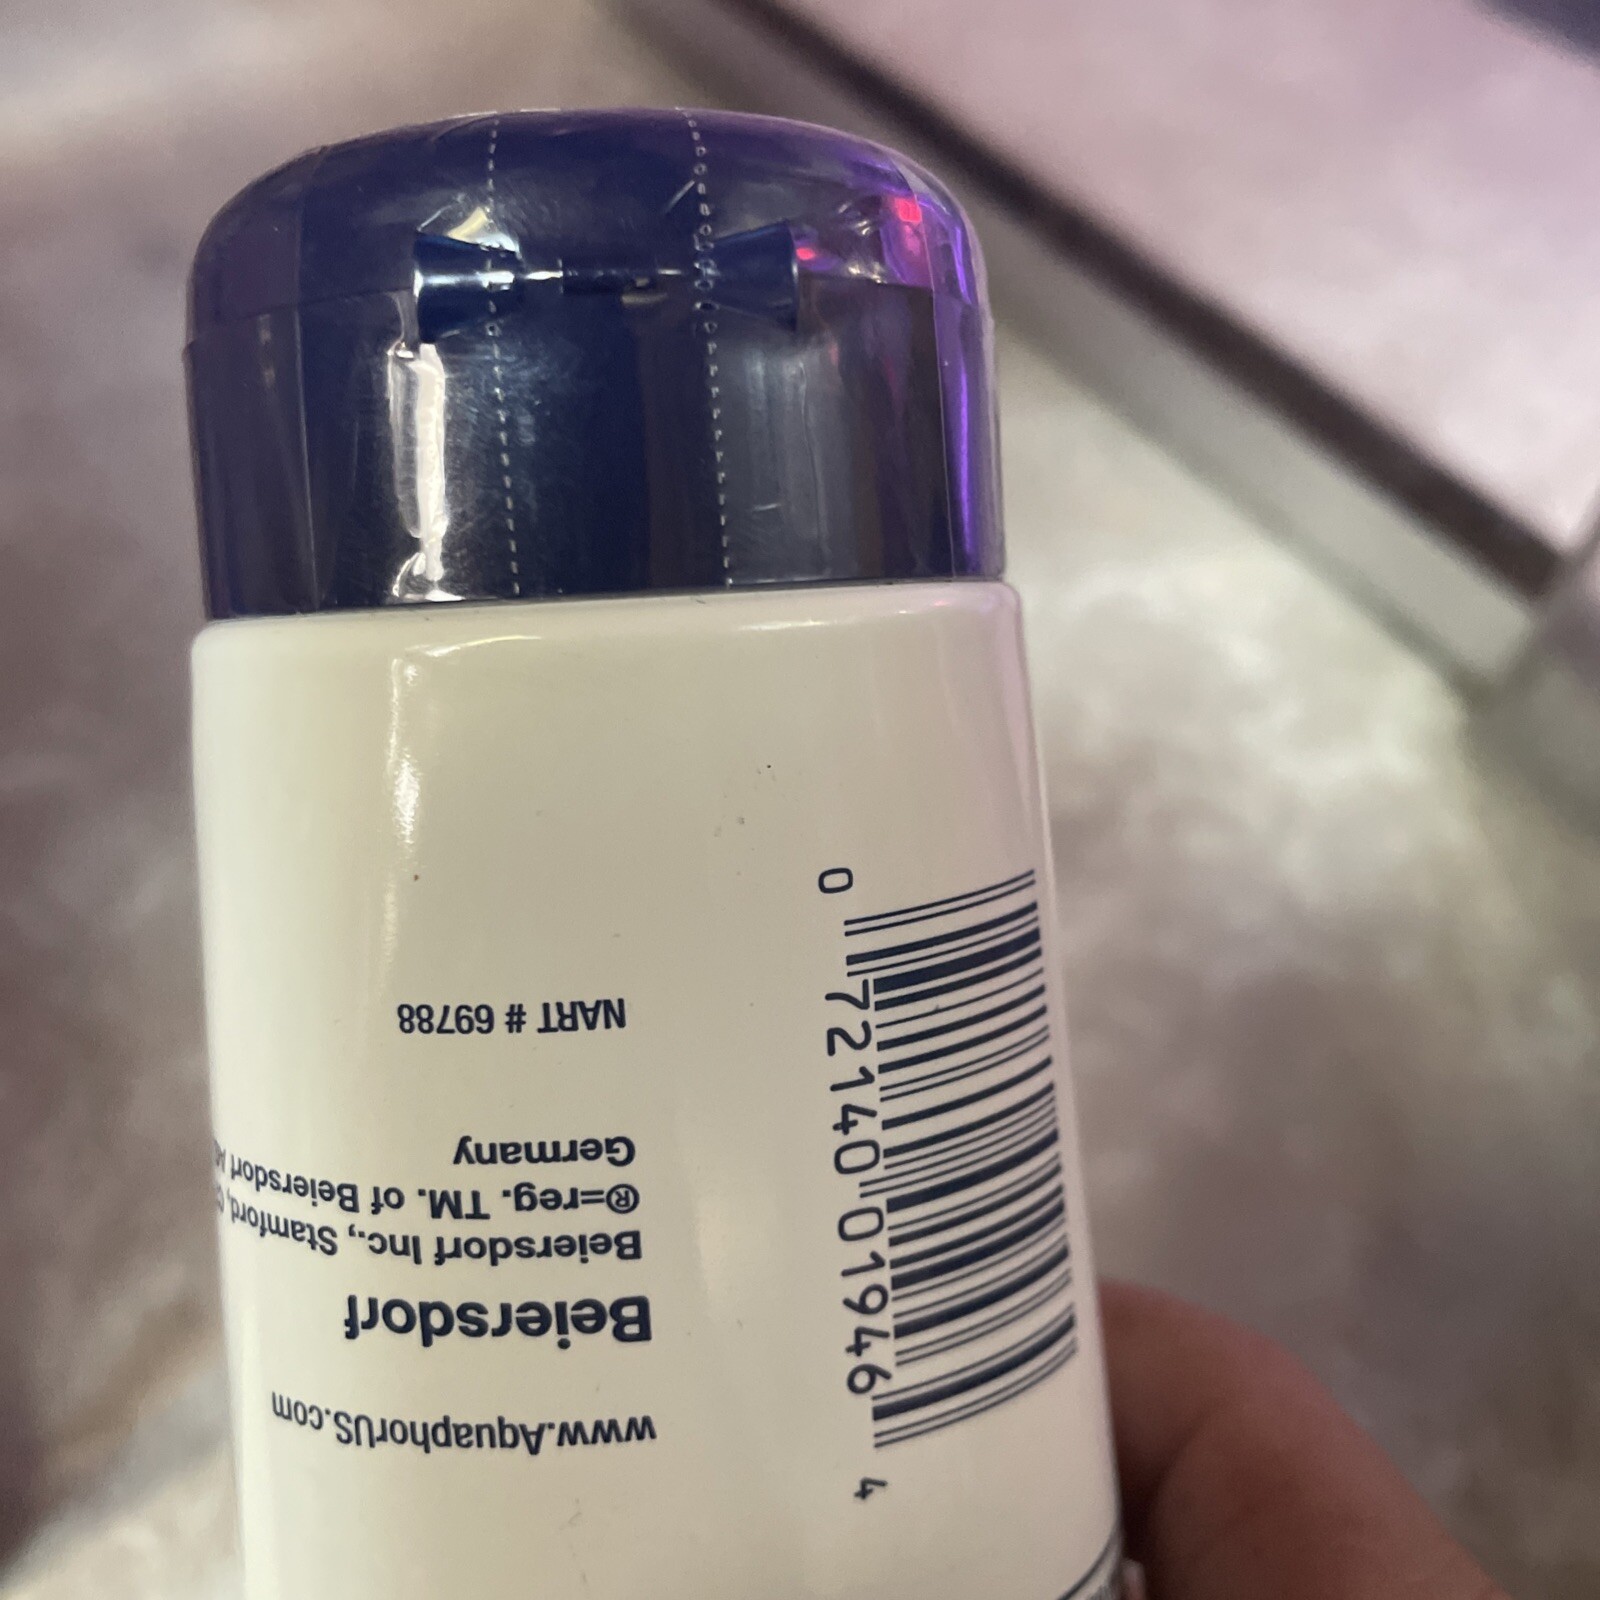 www.AquaphorUS.com
Beiersdorf
Beiersdorf Inc., Stamford,
®=reg. TM. of Beiersdorf
Germany
NART # 69788
0 72140 01946 4